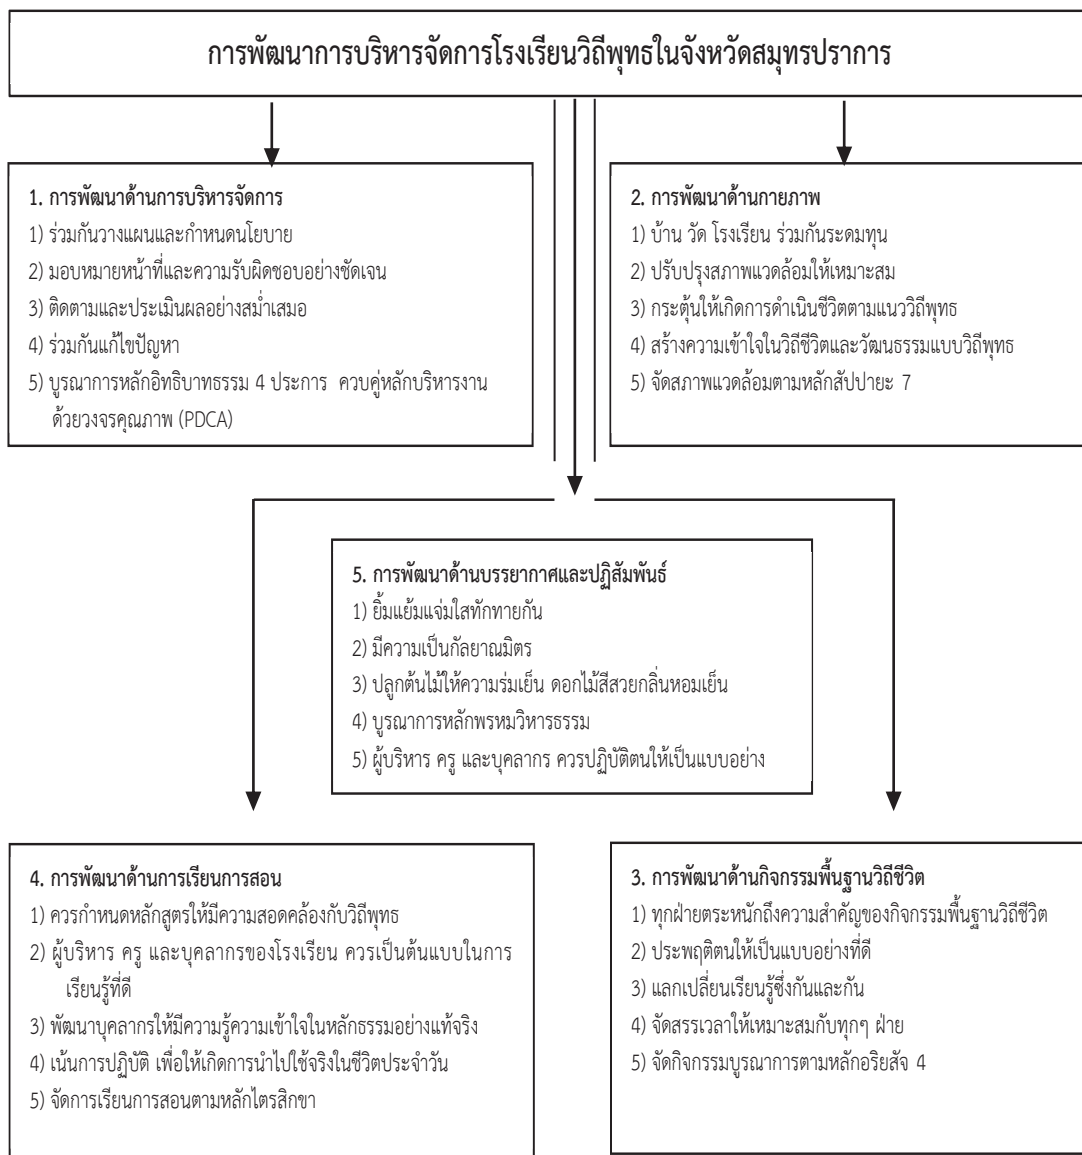 การพัฒนาการบริหารจัดการโรงเรียนวิถีพุทธในจังหวัดสมุทรปราการ
1. การพัฒนาด้านการบริหารจัดการ
1) ร่วมกันวางแผนและกำหนดนโยบาย
2) มอบหมายหน้าที่และความรับผิดชอบอย่างชัดเจน
3) ติดตามและประเมินผลอย่างสม่ำเสมอ
4) ร่วมกันแก้ไขปัญหา
5) บูรณาการหลักอิทธิบาทธรรม 4 ประการ ควบคู่หลักบริหารงาน
ด้วยวงจรคุณภาพ (PDCA)
2. การพัฒนาด้านกายภาพ
1) บ้าน วัด โรงเรียน ร่วมกันระดมทุน
2) ปรับปรุงสภาพแวดล้อมให้เหมาะสม
3) กระตุ้นให้เกิดการดำเนินชีวิตตามแนววิถีพุทธ
4) สร้างความเข้าใจในวิถีชีวิตและวัฒนธรรมแบบวิถีพุทธ
5) จัดสภาพแวดล้อมตามหลักสัปปายะ 7
5. การพัฒนาด้านบรรยากาศและปฏิสัมพันธ์
1) ยิ้มแย้มแจ่มใสทักทายกัน
2) มีความเป็นกัลยาณมิตร
3) ปลูกต้นไม้ให้ความร่มเย็น ดอกไม้สีสวยกลิ่นหอมเย็น
4) บูรณาการหลักพรหมวิหารธรรม
5) ผู้บริหาร ครู และบุคลากร ควรปฏิบัติตนให้เป็นแบบอย่าง
4. การพัฒนาด้านการเรียนการสอน
1) ควรกำหนดหลักสูตรให้มีความสอดคล้องกับวิถีพุทธ
2) ผู้บริหาร ครู และบุคลากรของโรงเรียน ควรเป็นต้นแบบในการ
เรียนรู้ที่ดี
3) พัฒนาบุคลากรให้มีความรู้ความเข้าใจในหลักธรรมอย่างแท้จริง
4) เน้นการปฏิบัติ เพื่อให้เกิดการนำไปใช้จริงในชีวิตประจำวัน
5) จัดการเรียนการสอนตามหลักไตรสิกขา
3. การพัฒนาด้านกิจกรรมพื้นฐานวิถีชีวิต
1) ทุกฝ่ายตระหนักถึงความสำคัญของกิจกรรมพื้นฐานวิถีชีวิต
2) ประพฤติตนให้เป็นแบบอย่างที่ดี
3) แลกเปลี่ยนเรียนรู้ซึ่งกันและกัน
4) จัดสรรเวลาให้เหมาะสมกับทุกๆ ฝ่าย
5) จัดกิจกรรมบูรณาการตามหลักอริยสัจ 4